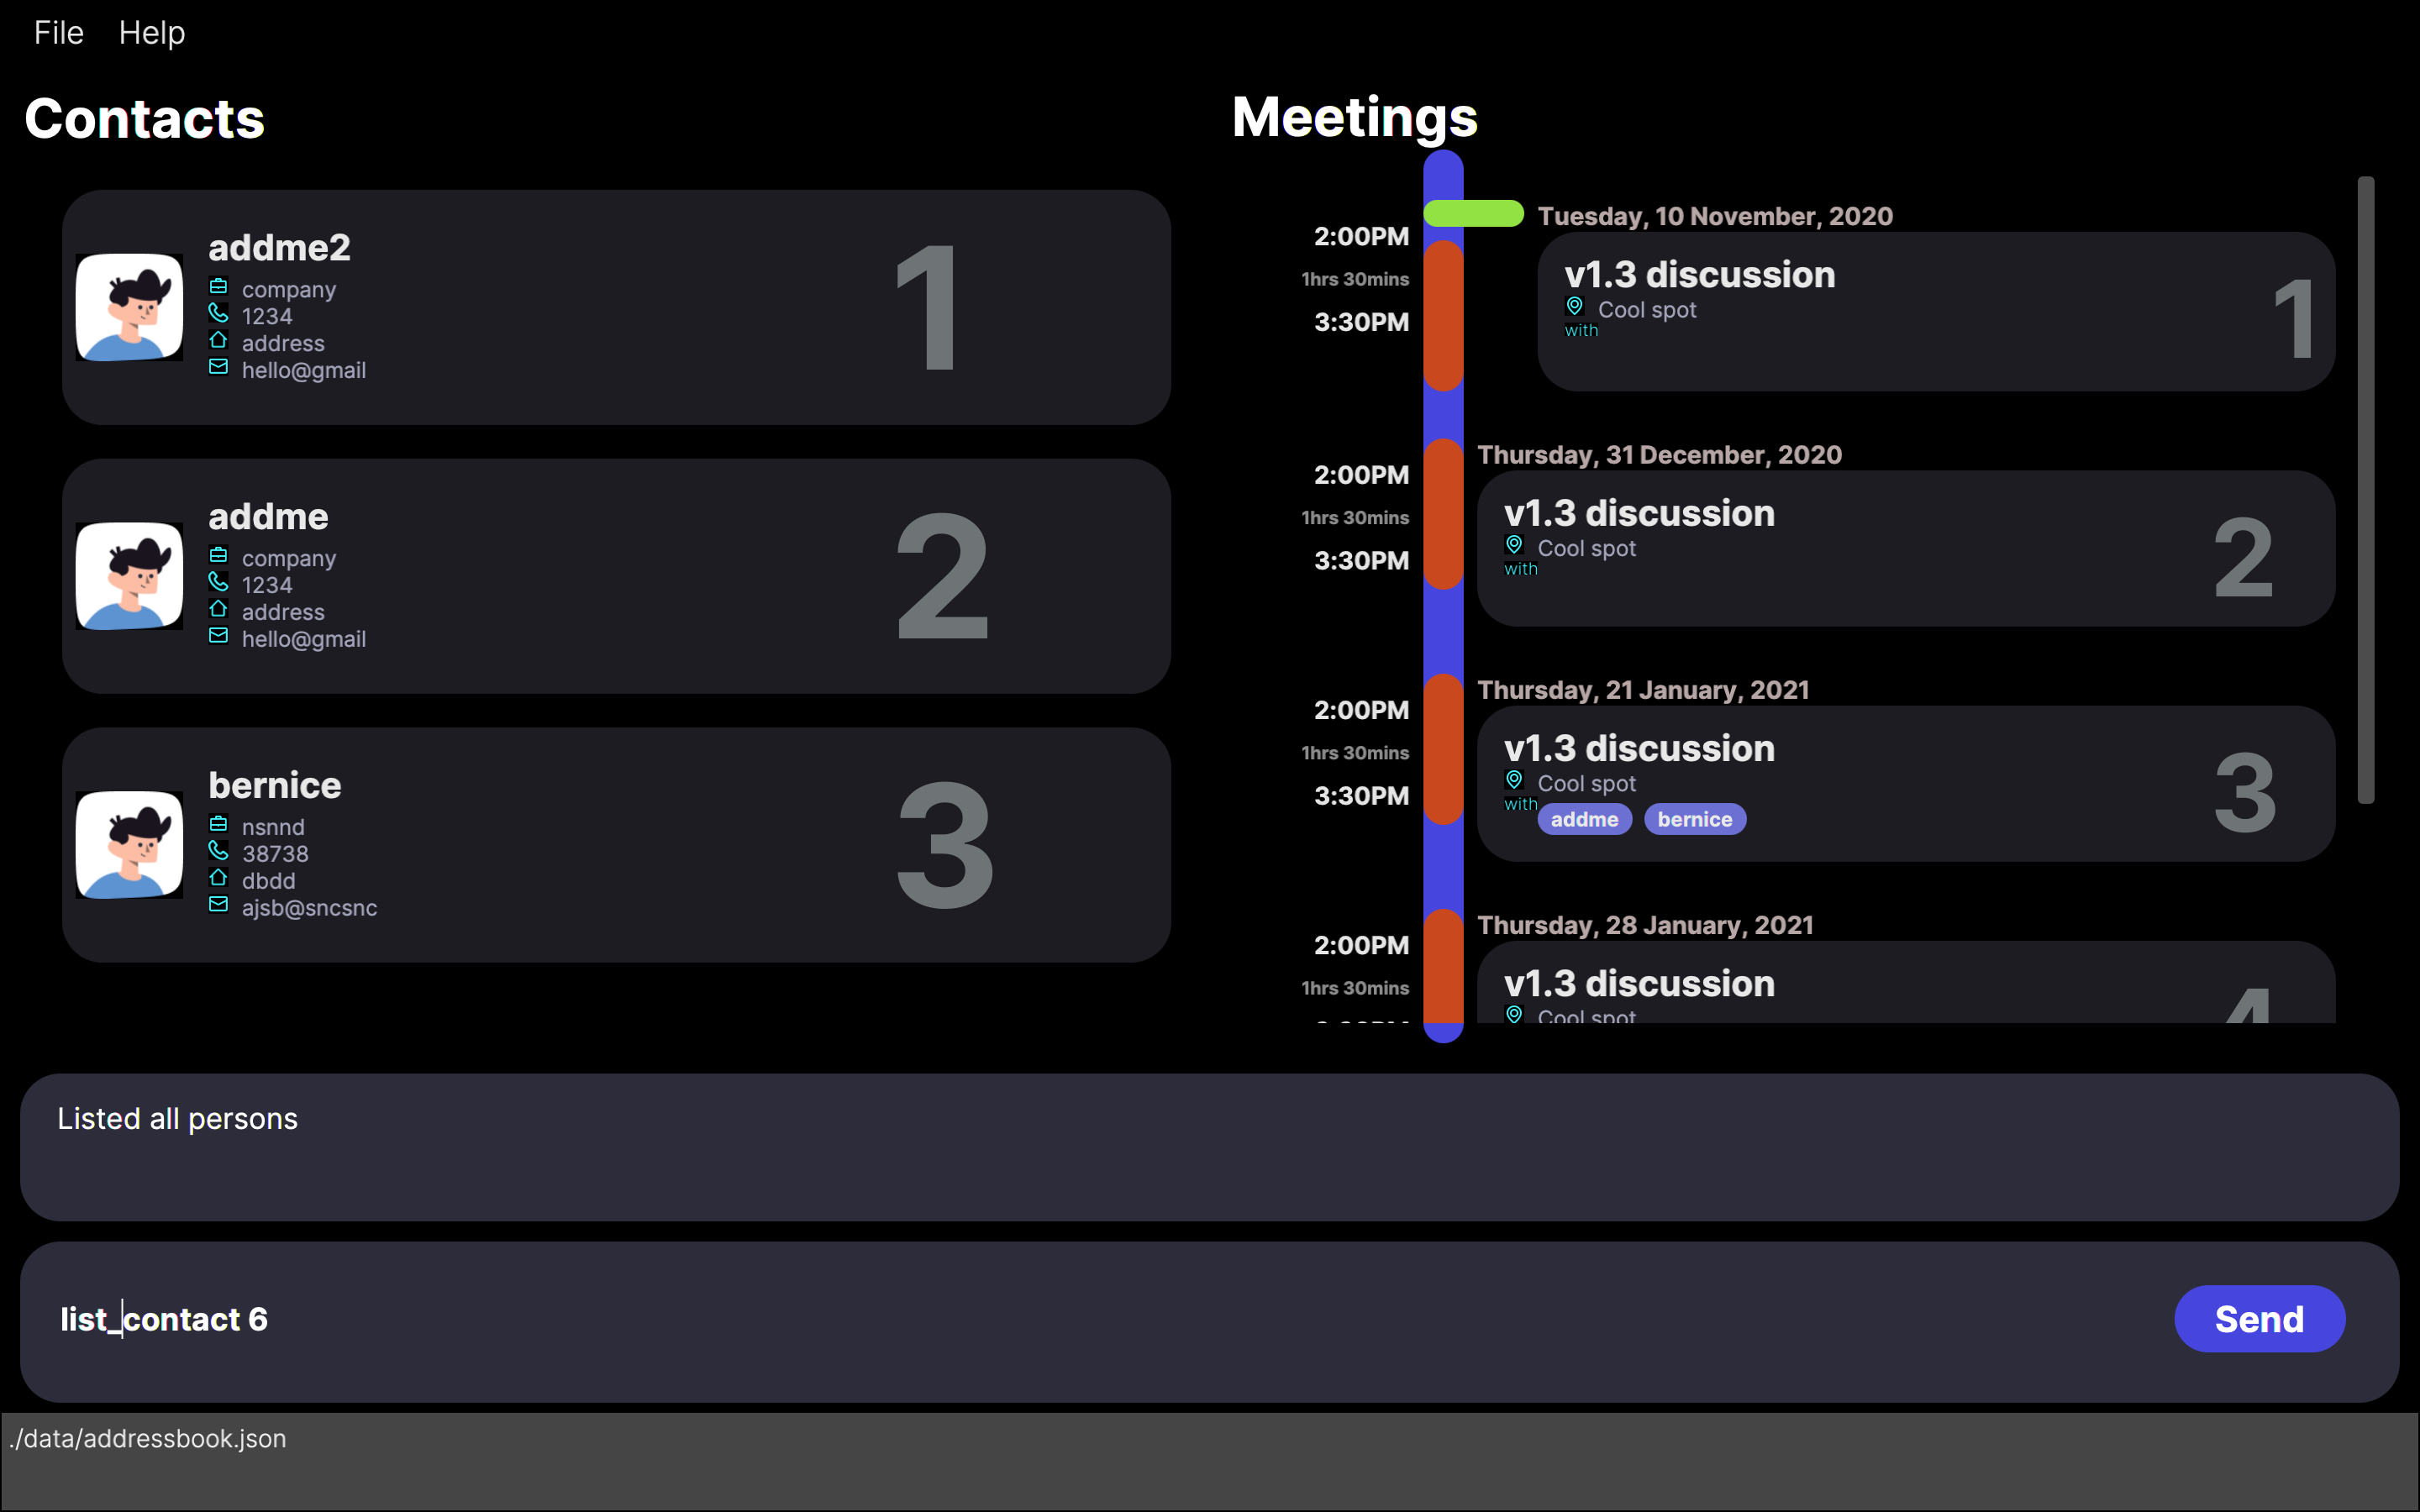 File Help
Contacts
addme2
company
1234
address
hello@gmail
1
addme
company
1234
address
hello@gmail
2
bernice
nsnnd
38738
dbdd
ajsb@sncsnc
3
Meetings
Tuesday, 10 November, 2020
2:00PM
1hrs 30mins
3:30PM
v1.3 discussion
Cool spot
with
1
Thursday, 31 December, 2020
2:00PM
1hrs 30mins
3:30PM
v1.3 discussion
Cool spot
with
2
Thursday, 21 January, 2021
2:00PM
1hrs 30mins
3:30PM
v1.3 discussion
Cool spot
with addme bernice
3
Thursday, 28 January, 2021
2:00PM
1hrs 30mins
v1.3 discussion
Cool spot
4
Listed all persons
list_contact 6
Send
./data/addressbook.json